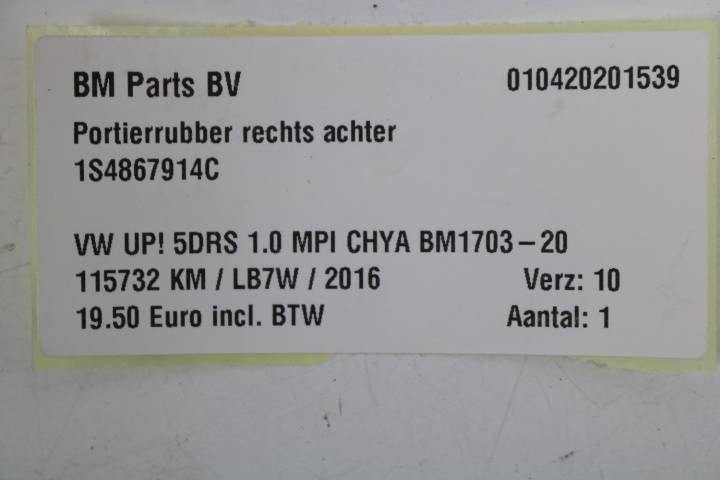 BM Parts BV 010420201539
Portierrubber rechts achter
1S4867914C
VW UP! 5DRS 1.0 MPI CHYA BM1703-20
115732 KM / LB7W / 2016 Verz: 10
19.50 Euro incl. BTW Aantal: 1